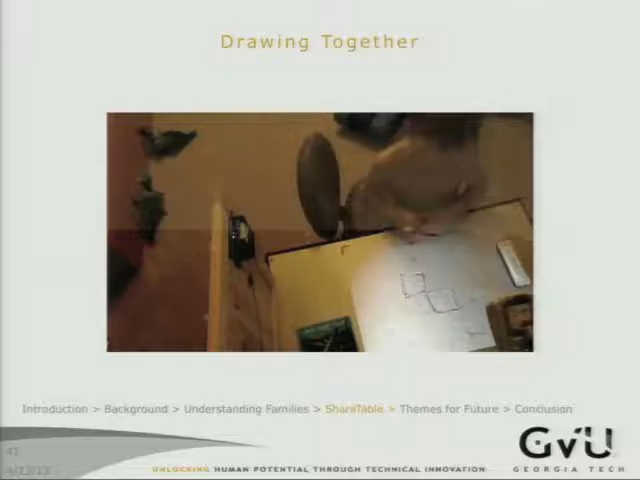 Drawing Together
Introduction > Background > Understanding Families > ShareTable > Themes for Future > Conclusion
41
UNLOCKING HUMAN POTENTIAL THROUGH TECHNICAL INNOVATION
GVU
GEORGIA TECH